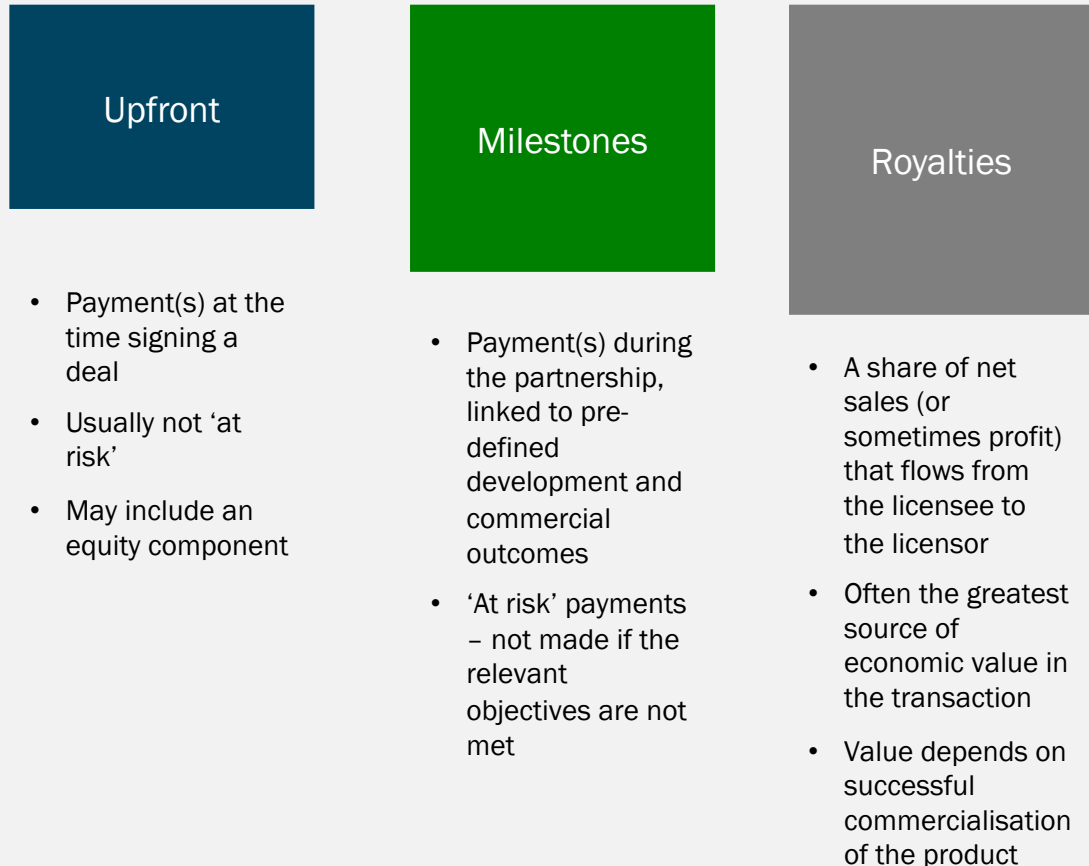 Upfront
• Payment(s) at the
time signing a
deal
• Usually not ‘at
risk’
• May include an
equity component
Milestones
• Payment(s) during
the partnership,
linked to pre-
defined
development and
commercial
outcomes
• ‘At risk’ payments
– not made if the
relevant
objectives are not
met
Royalties
• A share of net
sales (or
sometimes profit)
that flows from
the licensee to
the licensor
• Often the greatest
source of
economic value in
the transaction
• Value depends on
successful
commercialisation
of the product